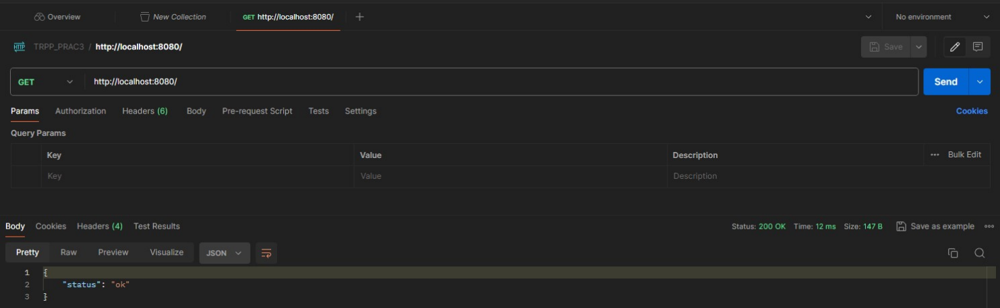 Overview New Collection GET http://localhost:8080/ + No environment
HTTP TRPP_PRAC3 / http://localhost:8080/ Save
GET http://localhost:8080/ Send
Params Authorization Headers (6) Body Pre-request Script Tests Settings Cookies
Query Params
Key Value Description ••• Bulk Edit
Key Value Description
Body Cookies Headers (4) Test Results Status: 200 OK Time: 12 ms Size: 147 B Save as example
Pretty Raw Preview Visualize JSON
1 {
2 "status": "ok"
3 }